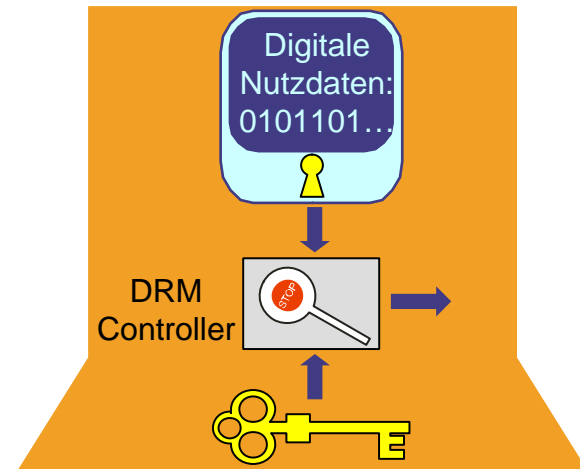 Digitale
Nutzdaten:
0101101…
STOP
DRM
Controller